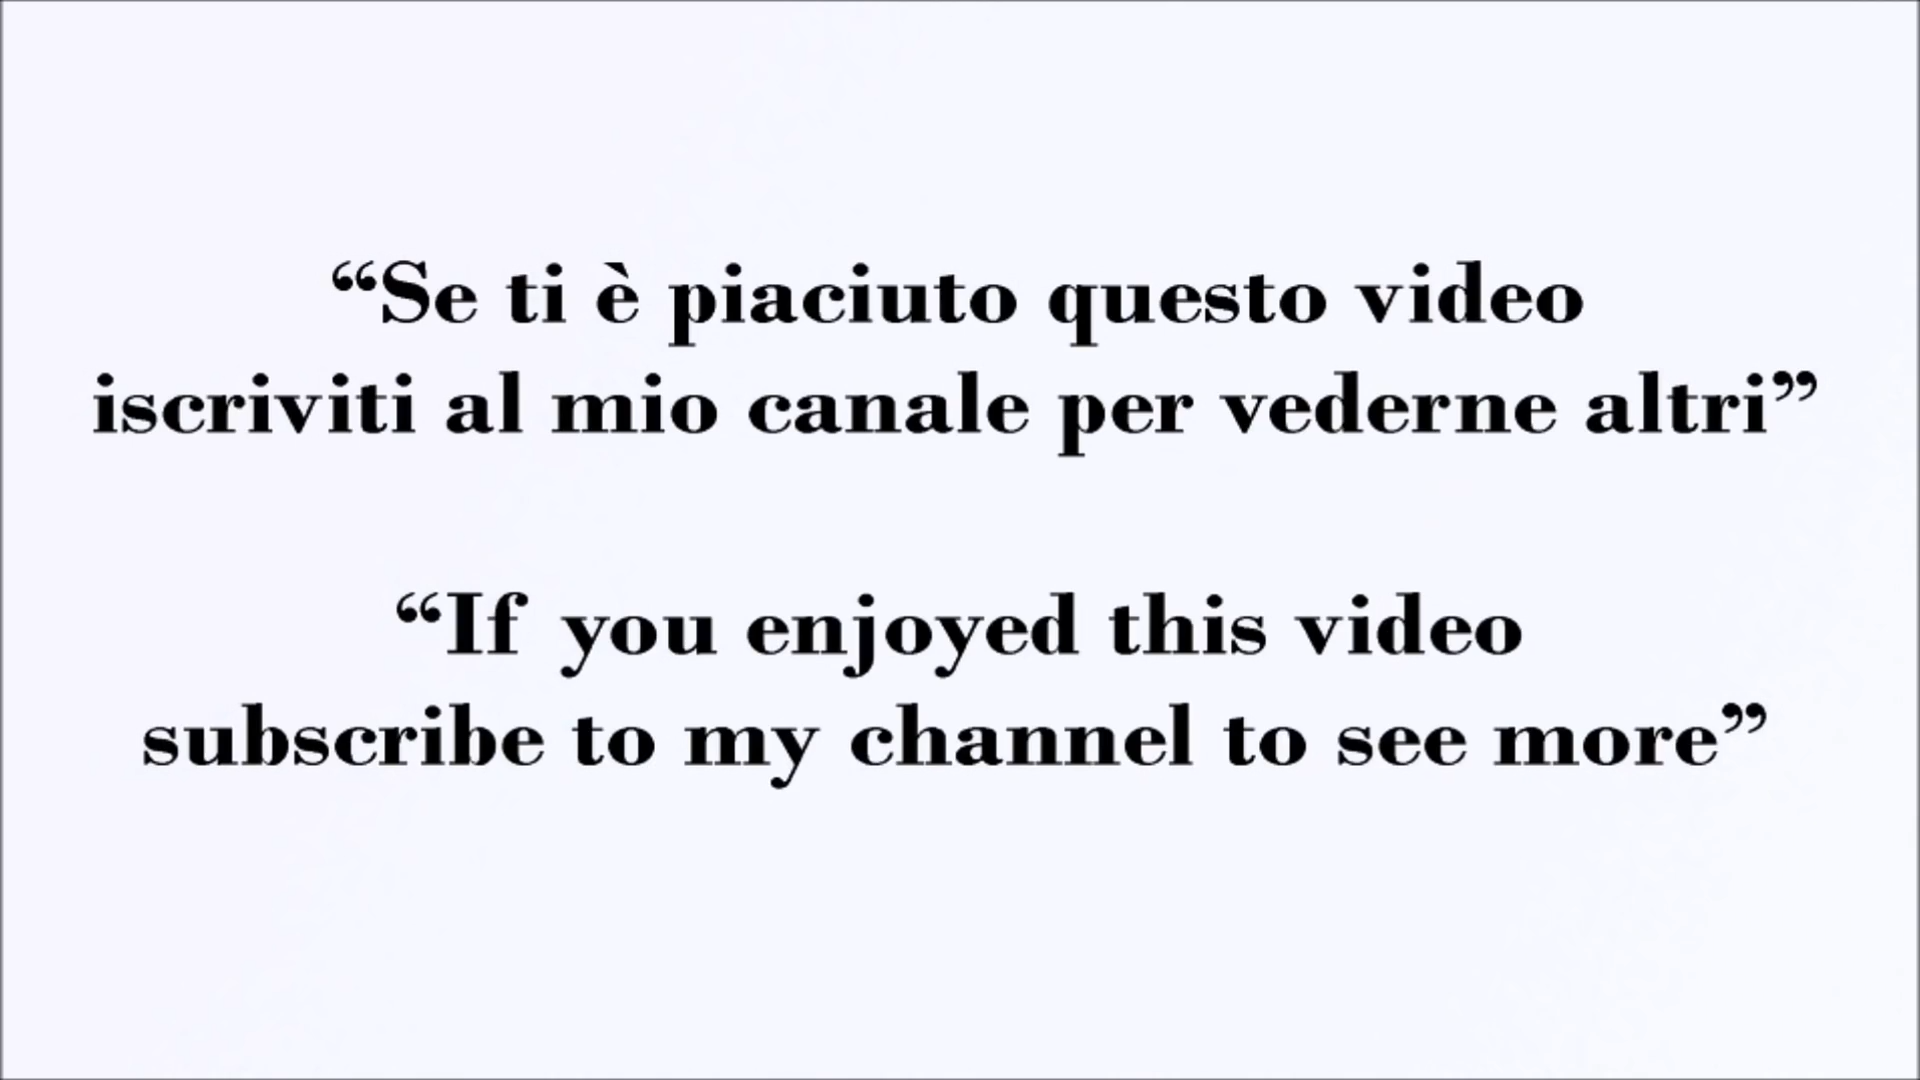 “Se ti è piaciuto questo video
iscriviti al mio canale per vederne altri”
“If you enjoyed this video
subscribe to my channel to see more”